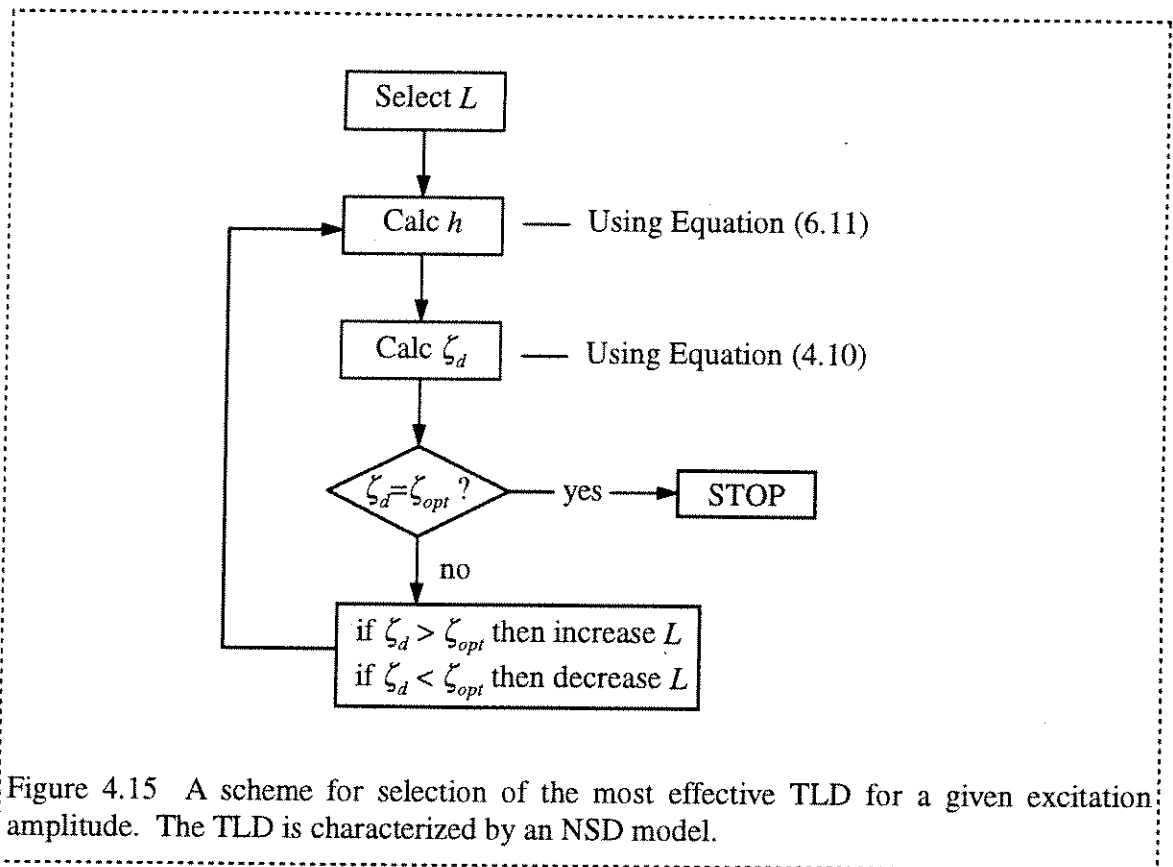 Select L
Calc h — Using Equation (6.11)
Calc ζd — Using Equation (4.10)
ζd=ζopt ?
yes
STOP
no
if ζd > ζopt then increase L
if ζd < ζopt then decrease L
Figure 4.15 A scheme for selection of the most effective TLD for a given excitation
amplitude. The TLD is characterized by an NSD model.